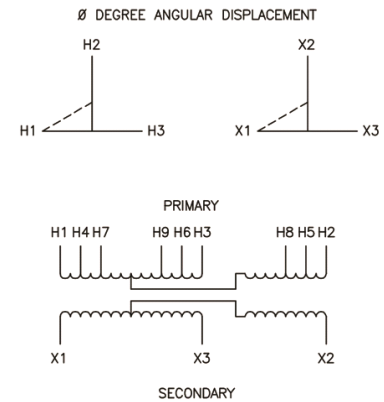 Ø DEGREE ANGULAR DISPLACEMENT
H2 X2
H1 H3 X1 X3
PRIMARY
H1 H4 H7 H9 H6 H3 H8 H5 H2
X1 X3 X2
SECONDARY